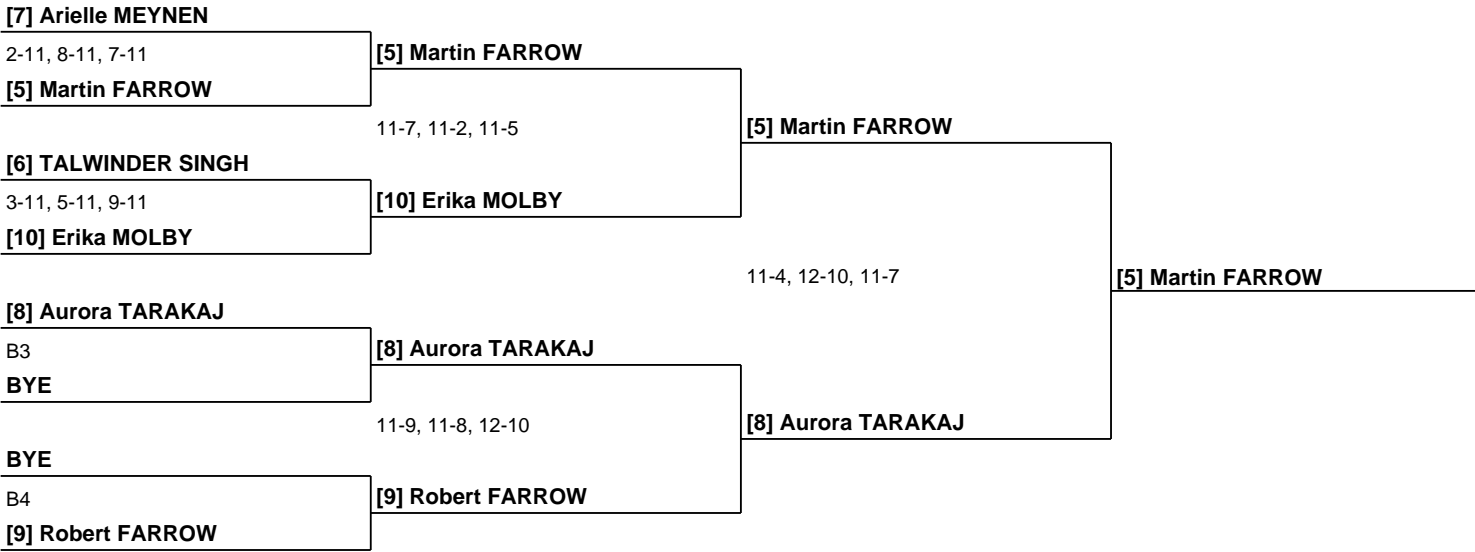 [7] Arielle MEYNEN
2-11, 8-11, 7-11
[5] Martin FARROW
[5] Martin FARROW
11-7, 11-2, 11-5
[5] Martin FARROW
[6] TALWINDER SINGH
3-11, 5-11, 9-11
[10] Erika MOLBY
[10] Erika MOLBY
11-4, 12-10, 11-7
[5] Martin FARROW
[8] Aurora TARAKAJ
B3
[8] Aurora TARAKAJ
BYE
11-9, 11-8, 12-10
[8] Aurora TARAKAJ
BYE
B4
[9] Robert FARROW
[9] Robert FARROW